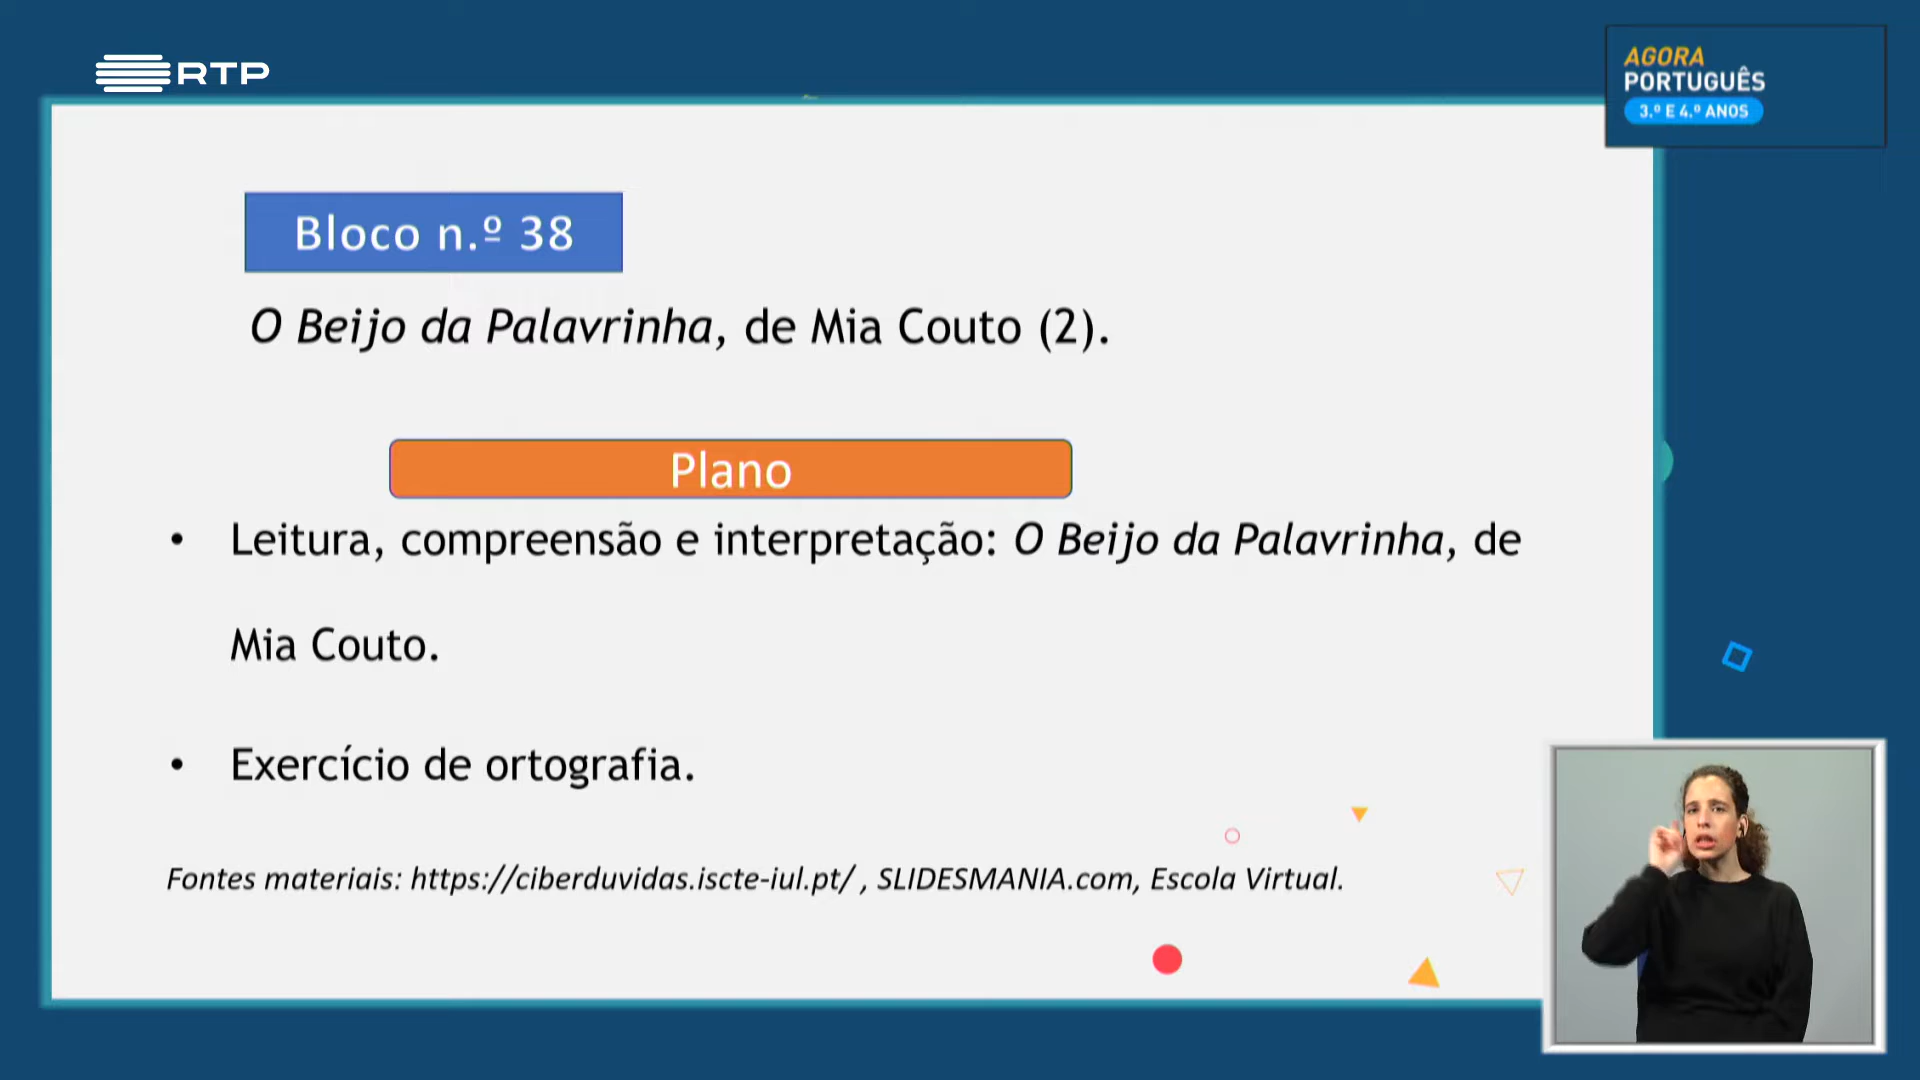 RTP
AGORA
PORTUGUÊS
3.º E 4.º ANOS
Bloco n.º 38
O Beijo da Palavrinha, de Mia Couto (2).
Plano
• Leitura, compreensão e interpretação: O Beijo da Palavrinha, de
Mia Couto.
• Exercício de ortografia.
Fontes materiais: https://ciberduvidas.iscte-iul.pt/ , SLIDESMANIA.com, Escola Virtual.